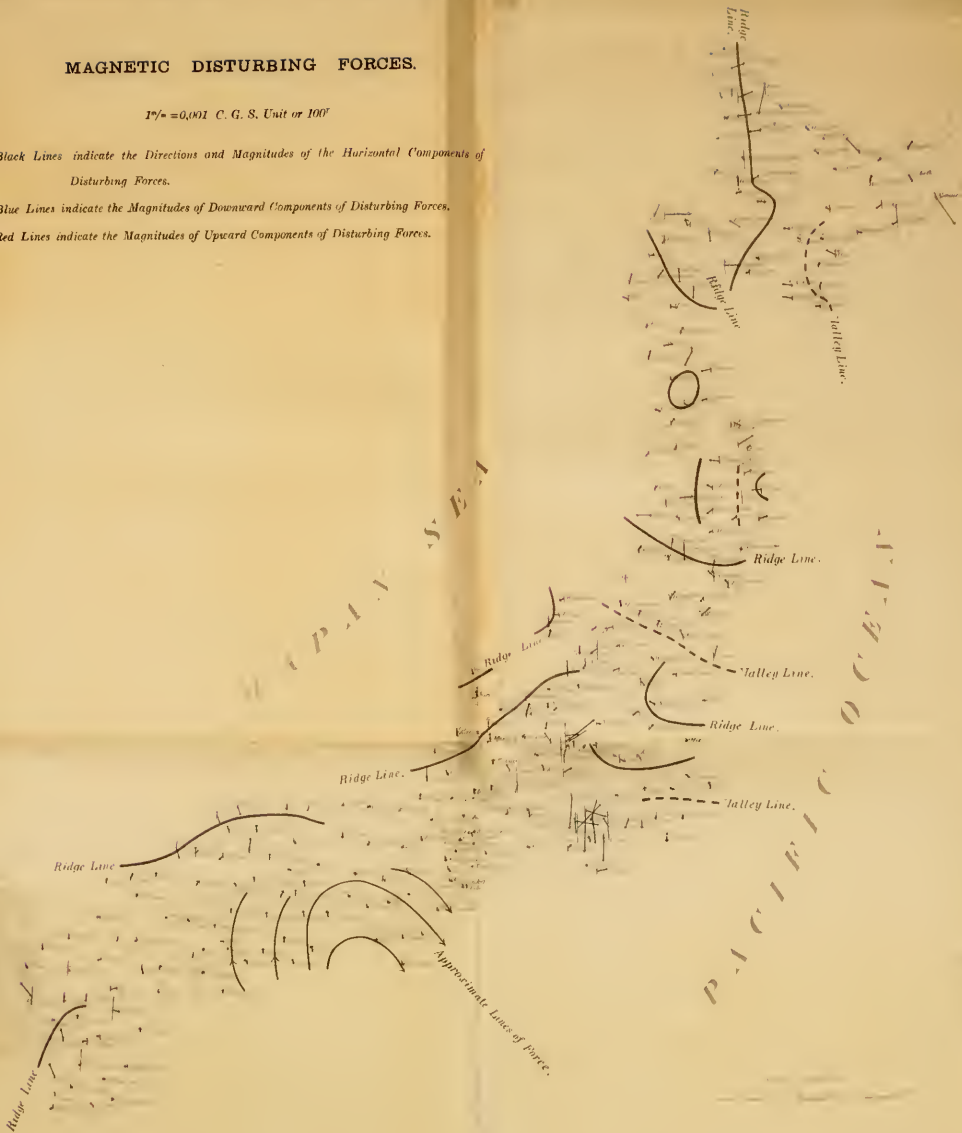 MAGNETIC DISTURBING FORCES.
1m/m =0,001 C. G. S. Unit or 100γ
Black Lines indicate the Directions and Magnitudes of the Horizontal Components of
Disturbing Forces.
Blue Lines indicate the Magnitudes of Downward Components of Disturbing Forces.
Red Lines indicate the Magnitudes of Upward Components of Disturbing Forces.
Ridge
Line.
Ridge Line
Valley Line.
Ridge Line.
JAPAN SEA
PACIFIC OCEAN
Ridge Line
Valley Line.
Ridge Line.
Ridge Line.
Valley Line.
Ridge Line
Approximate Lines of Force.
Ridge Line